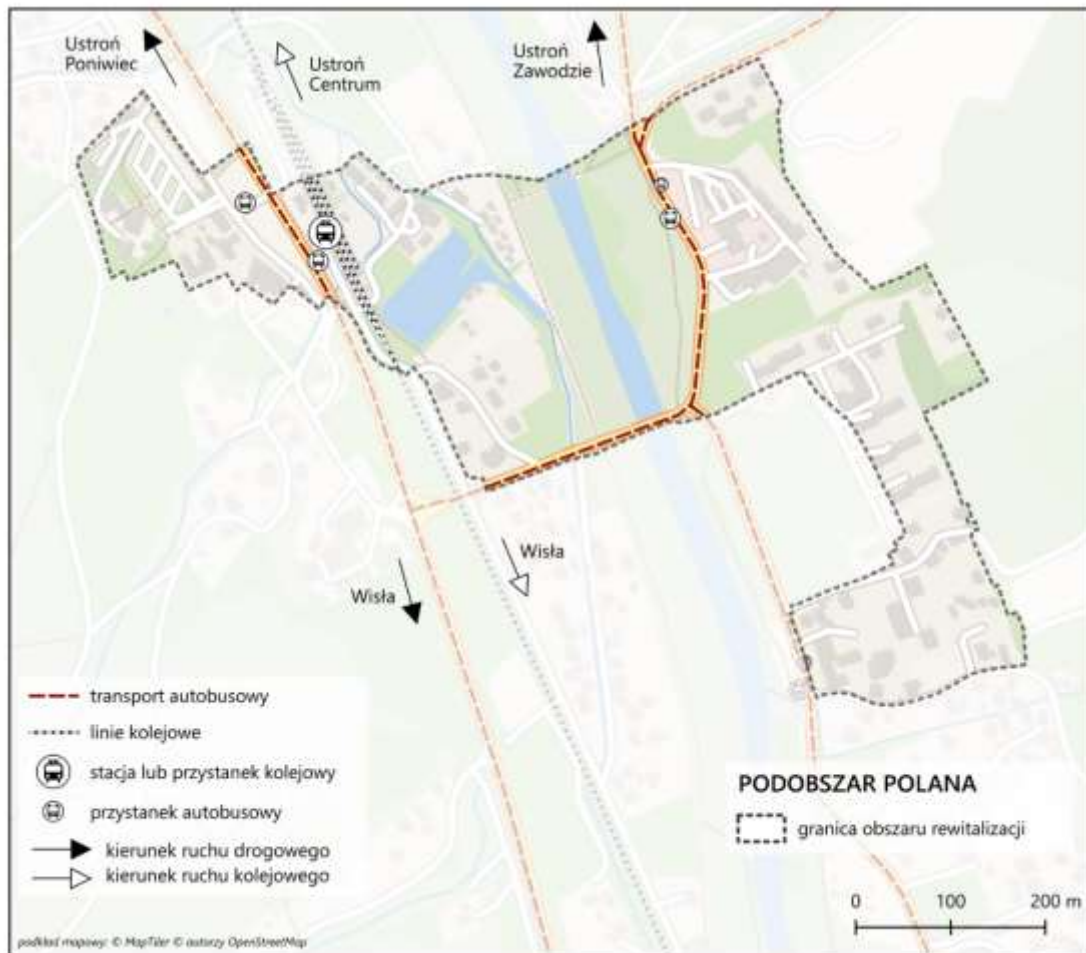 Ustroń
Poniwiec
Ustroń
Centrum
Ustroń
Zawodzie
Wisła
Wisła
transport autobusowy
linie kolejowe
stacja lub przystanek kolejowy
przystanek autobusowy
kierunek ruchu drogowego
kierunek ruchu kolejowego
PODOBSZAR POLANA
granica obszaru rewitalizacji
0 100 200 m
podkład mapowy: © MapTiler © autorzy OpenStreetMap